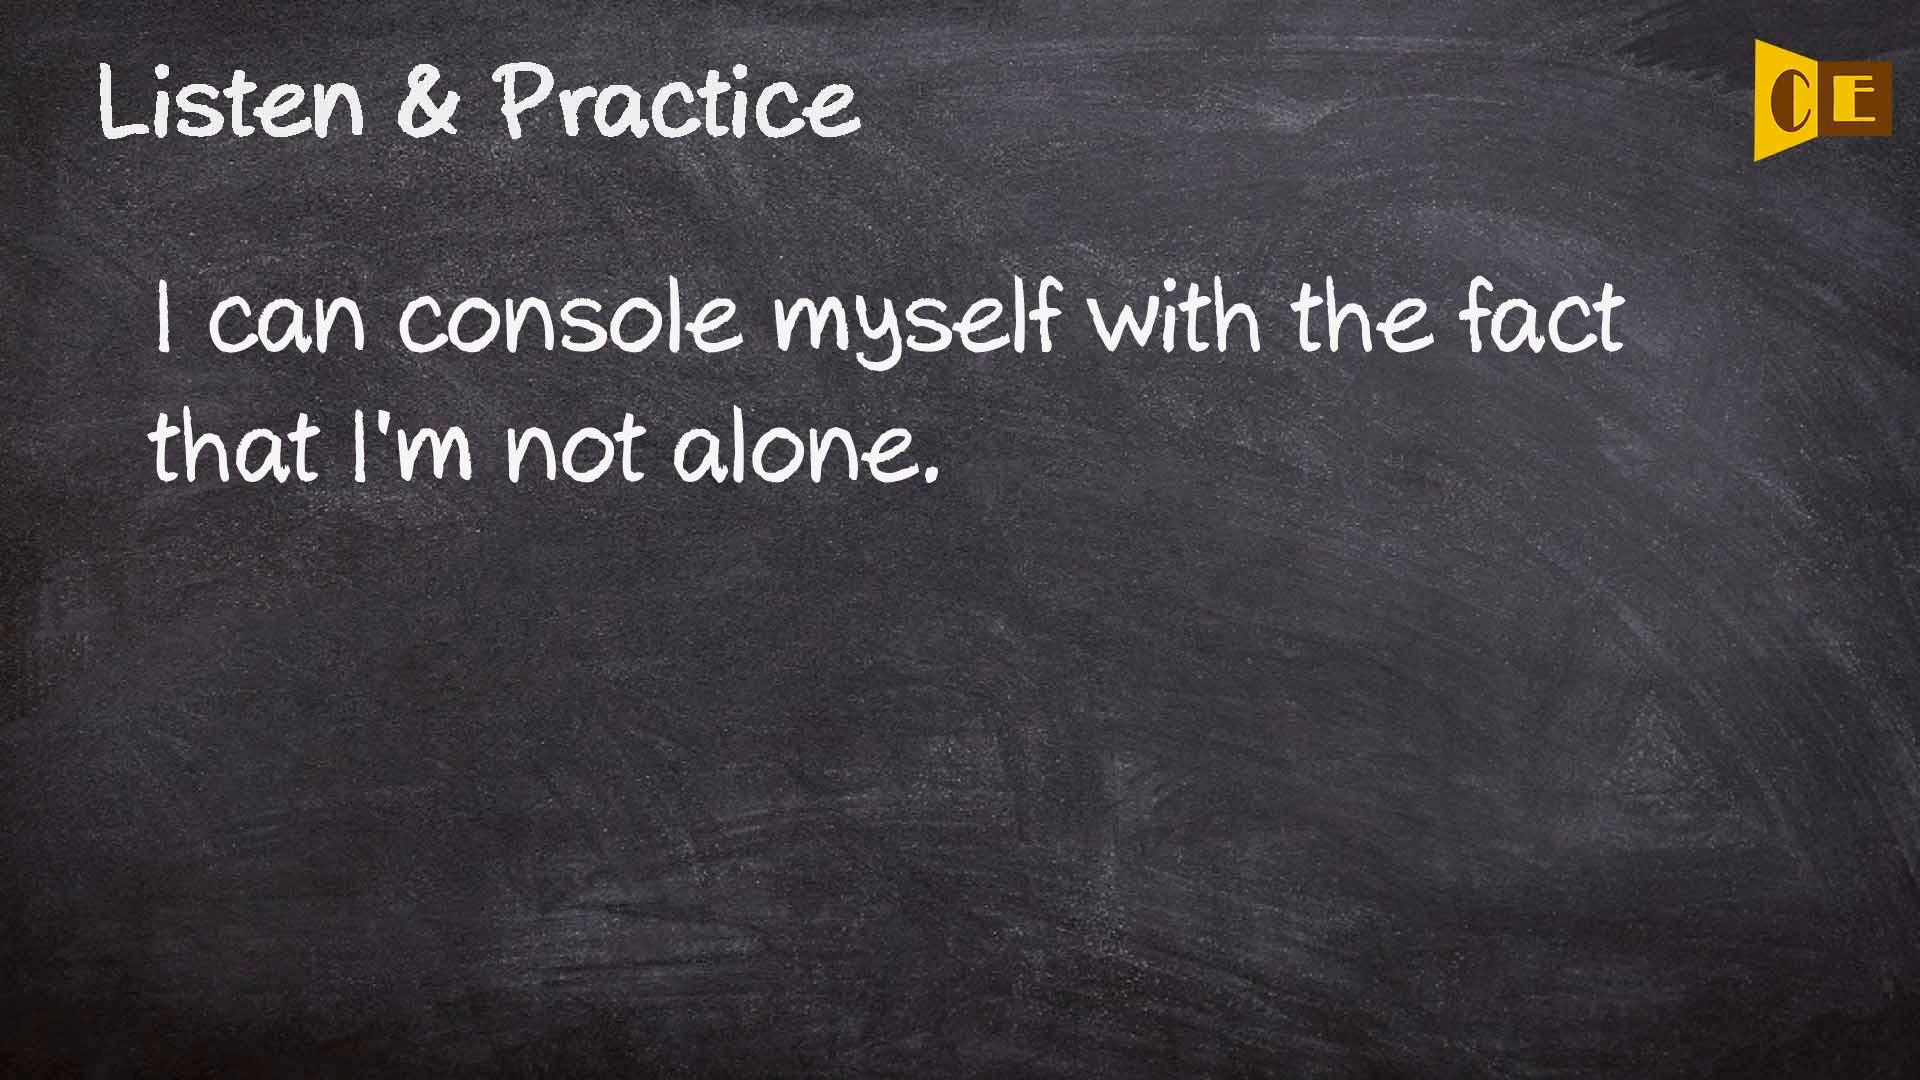 Listen & Practice
CE
I can console myself with the fact
that I'm not alone.